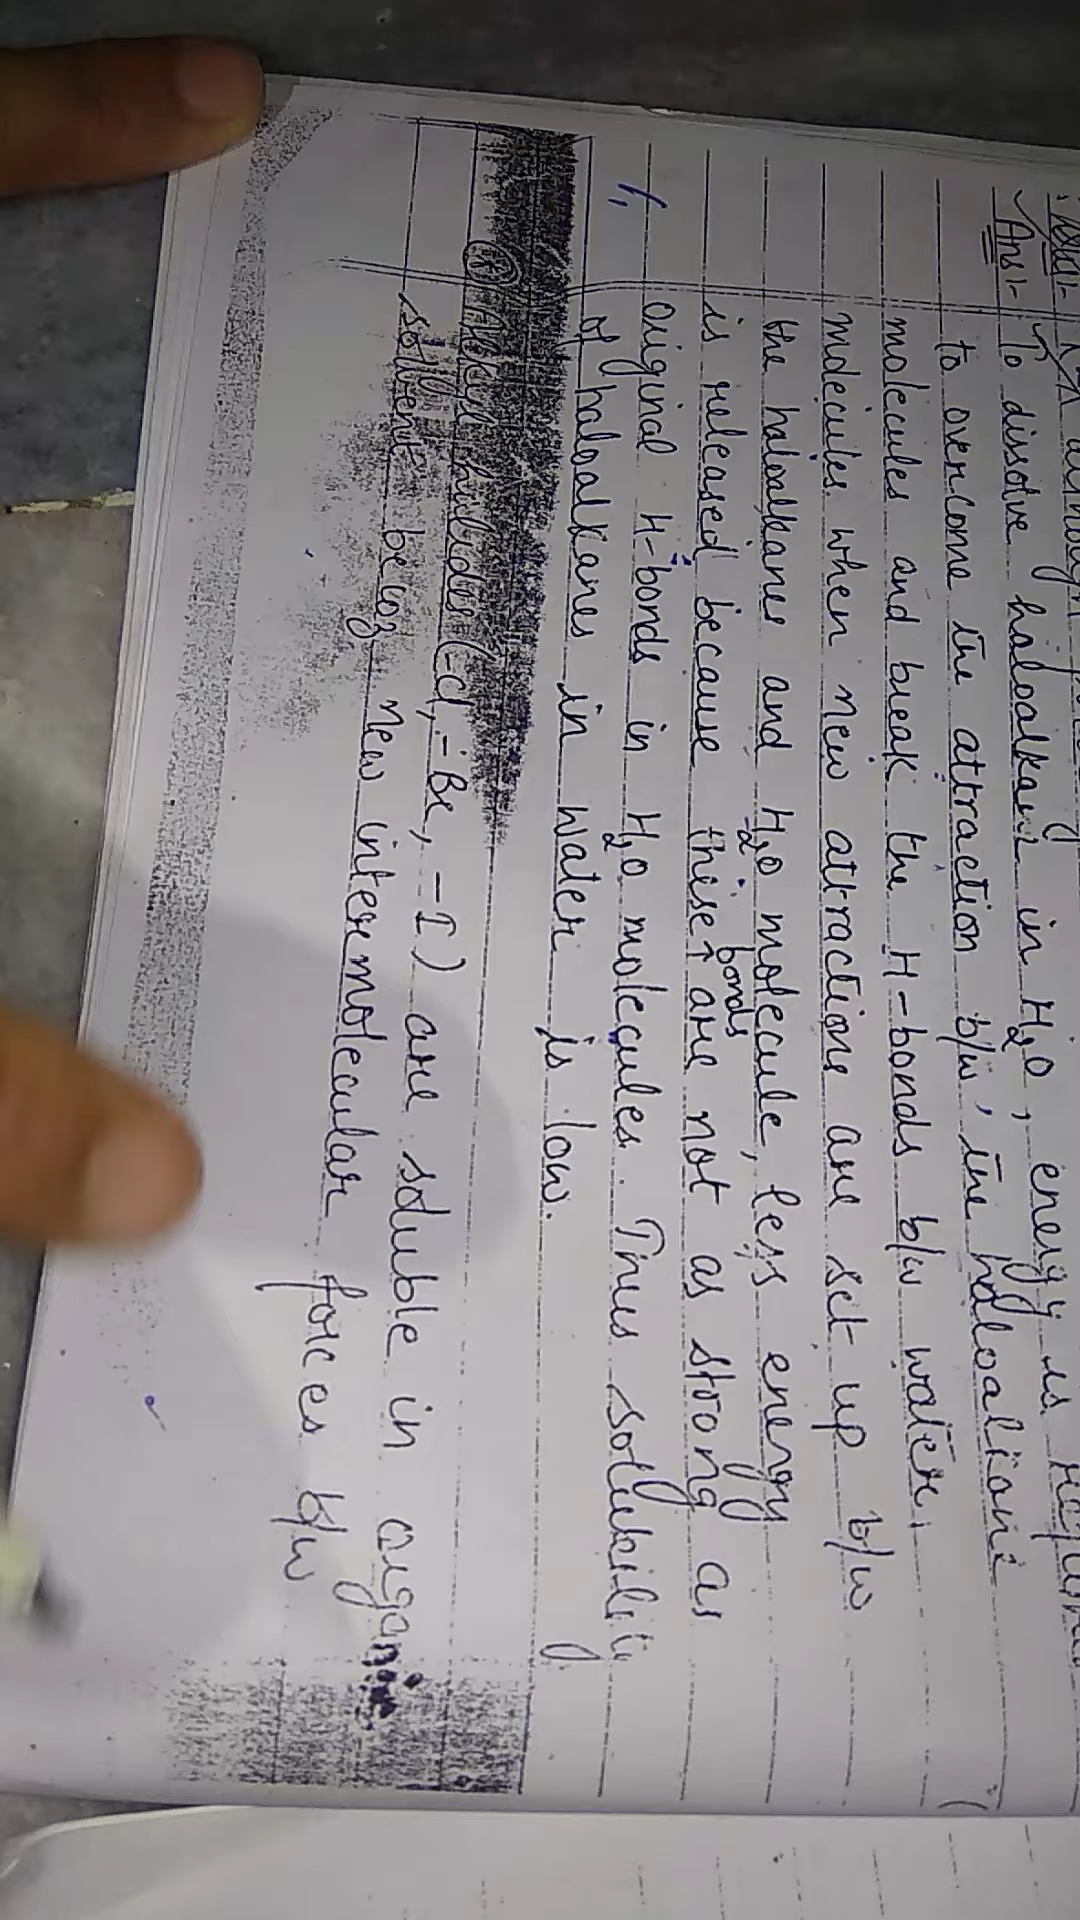 Ans:- To dissolve haloalkane in H2O, energy is
to overcome the attraction b/w, the haloalkane
molecules and break the H-bonds b/w water,
molecules when new attractions are set up b/w
the haloalkane and H2O molecule, less energy
is released because these bonds are not as strong as
original H-bonds in H2O molecules. Thus solubility
of haloalkanes in water is low.
Alkyl halides (-Cl, -Br, -I) are soluble in organic
solvent becoz new intermolecular forces b/w